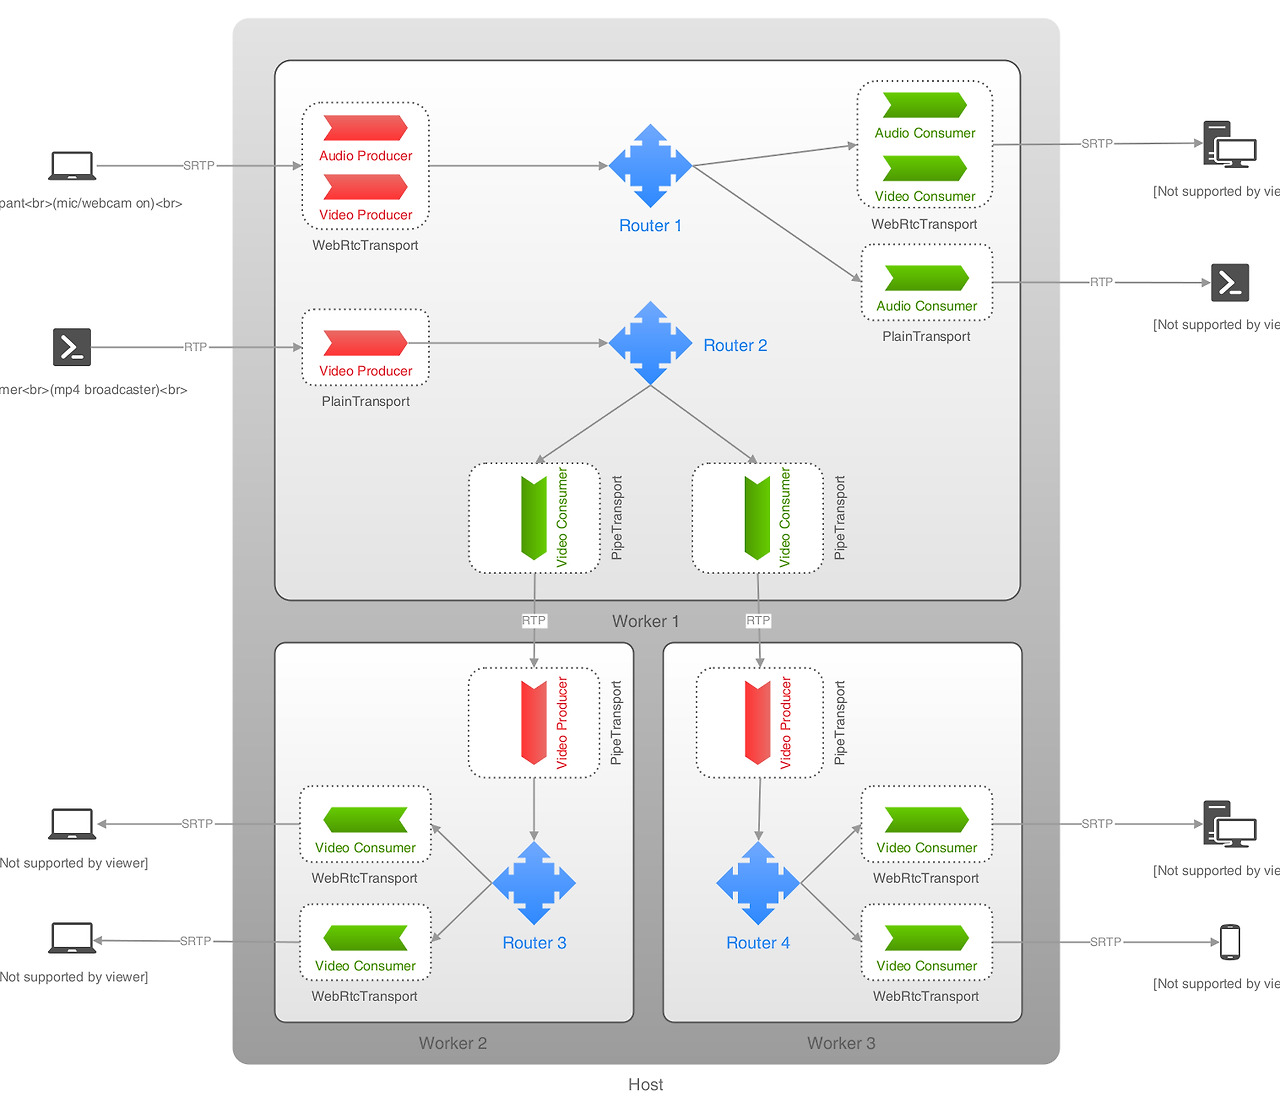 Audio Producer
Video Producer
WebRtcTransport
SRTP
pant<br>(mic/webcam on)<br>
Router 1
Audio Consumer
Video Consumer
WebRtcTransport
SRTP
[Not supported by vie
Audio Consumer
PlainTransport
RTP
[Not supported by vie
RTP
mer<br>(mp4 broadcaster)<br>
Video Producer
PlainTransport
Router 2
Video Consumer
PipeTransport
Video Consumer
PipeTransport
RTP
Worker 1
RTP
Video Producer
PipeTransport
Video Producer
PipeTransport
SRTP
Not supported by viewer]
Video Consumer
WebRtcTransport
SRTP
Not supported by viewer]
Video Consumer
WebRtcTransport
Router 3
Router 4
Video Consumer
WebRtcTransport
SRTP
[Not supported by vie
Video Consumer
WebRtcTransport
SRTP
[Not supported by vie
Worker 2
Worker 3
Host